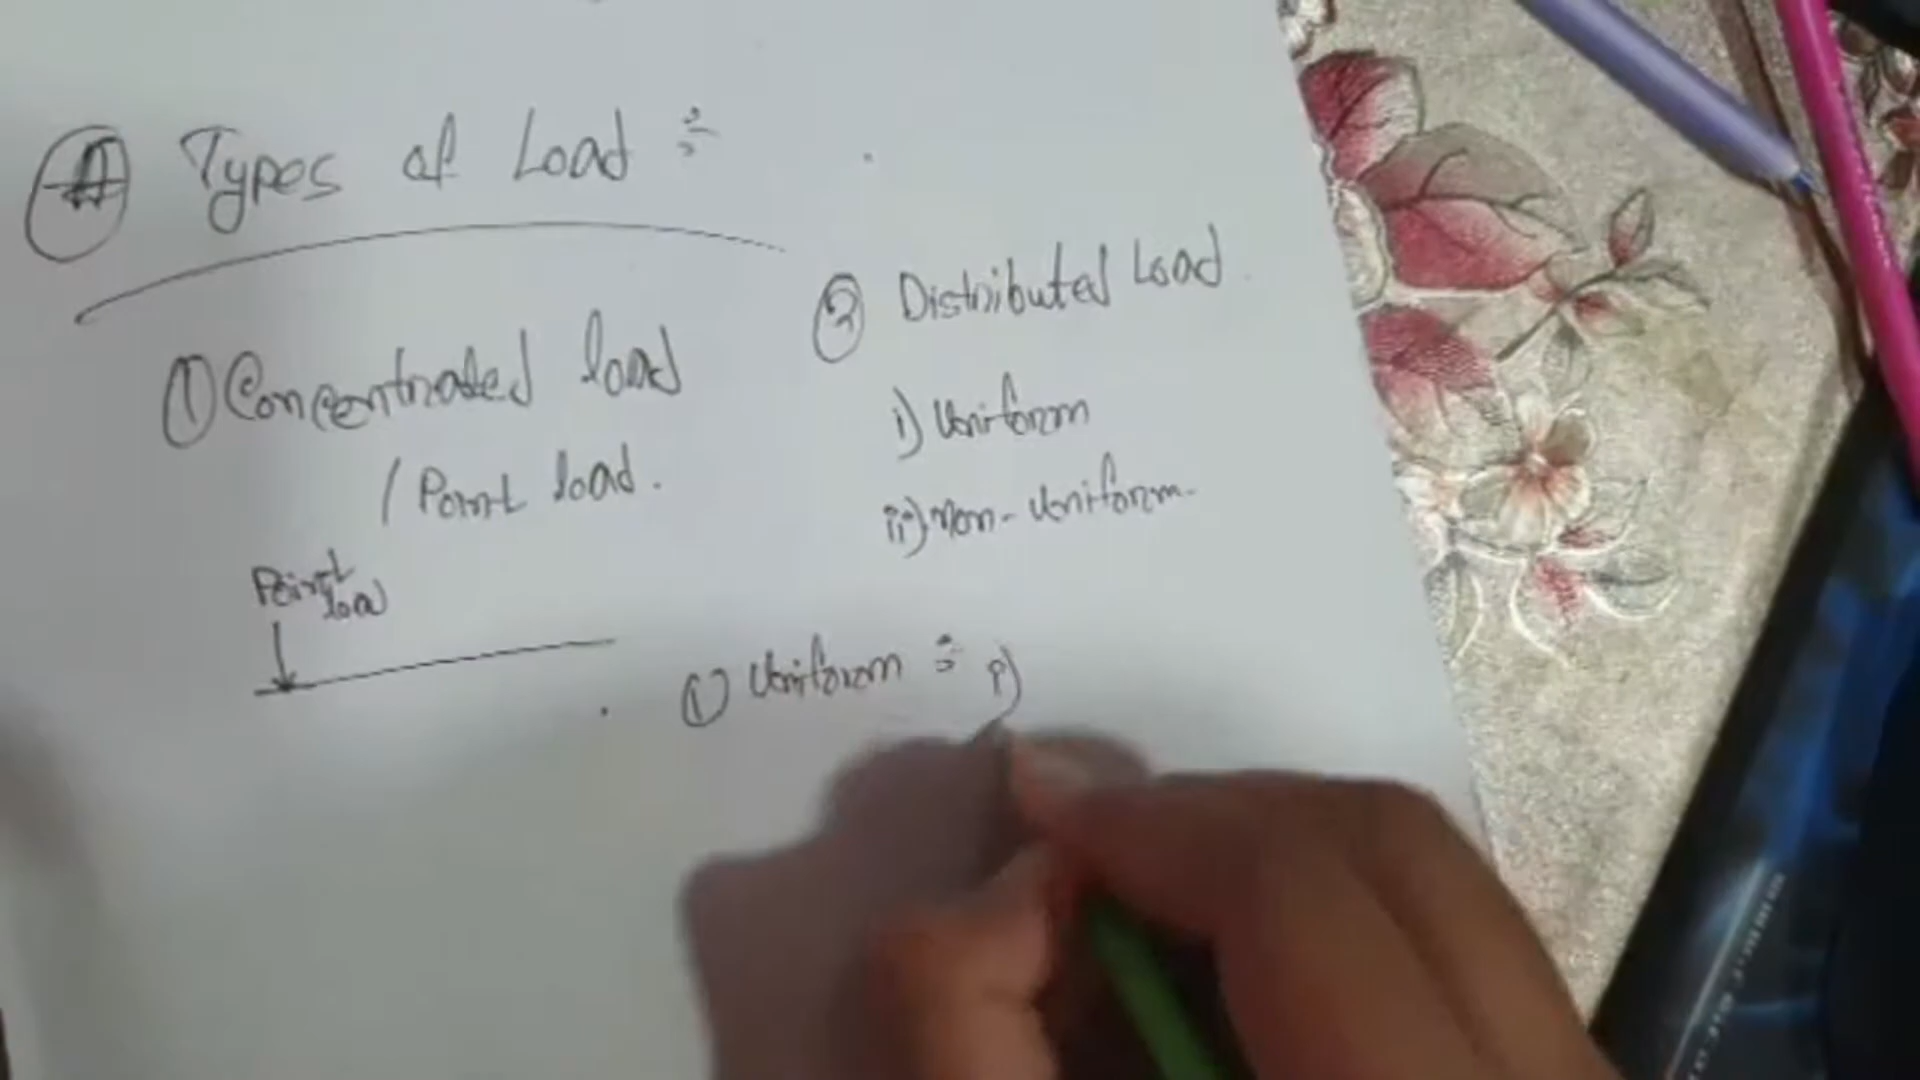 # Types of Load ÷
① Concentrated load
/ Point load.
Point
load
② Distributed Load
i) Uniform
ii) non-Uniform.
① Uniform ÷ i)